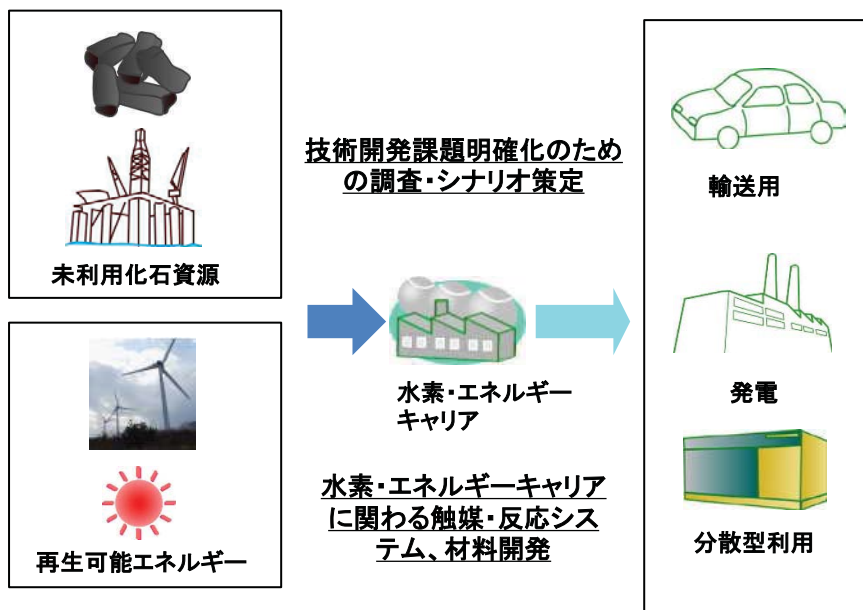 未利用化石資源
再生可能エネルギー
技術開発課題明確化のため
の調査・シナリオ策定
水素・エネルギー
キャリア
水素・エネルギーキャリア
に関わる触媒・反応シス
テム、材料開発
輸送用
発電
分散型利用